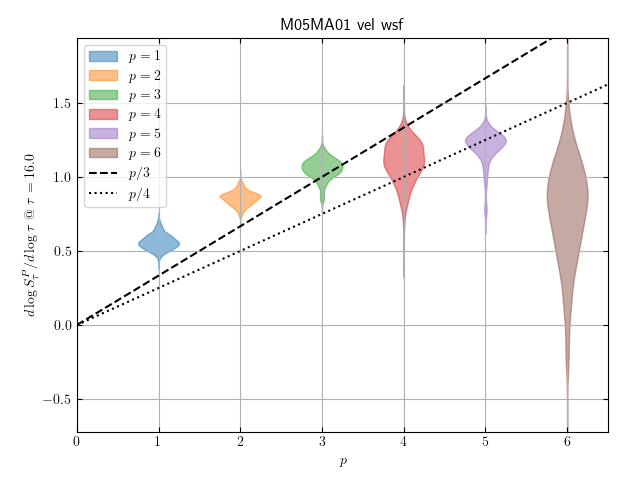 M05MA01 vel wsf
p = 1
p = 2
p = 3
p = 4
p = 5
p = 6
p/3
p/4
d log S_τ^P / d log τ @ τ = 16.0
1.5
1.0
0.5
0.0
−0.5
0 1 2 3 4 5 6
p